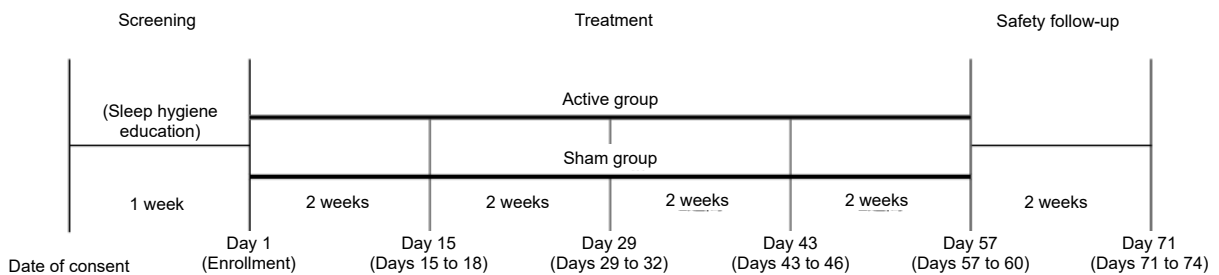 Screening
Treatment
Safety follow-up
(Sleep hygiene
education)
Active group
Sham group
1 week
2 weeks
2 weeks
2 weeks
2 weeks
2 weeks
Date of consent
Day 1
(Enrollment)
Day 15
(Days 15 to 18)
Day 29
(Days 29 to 32)
Day 43
(Days 43 to 46)
Day 57
(Days 57 to 60)
Day 71
(Days 71 to 74)